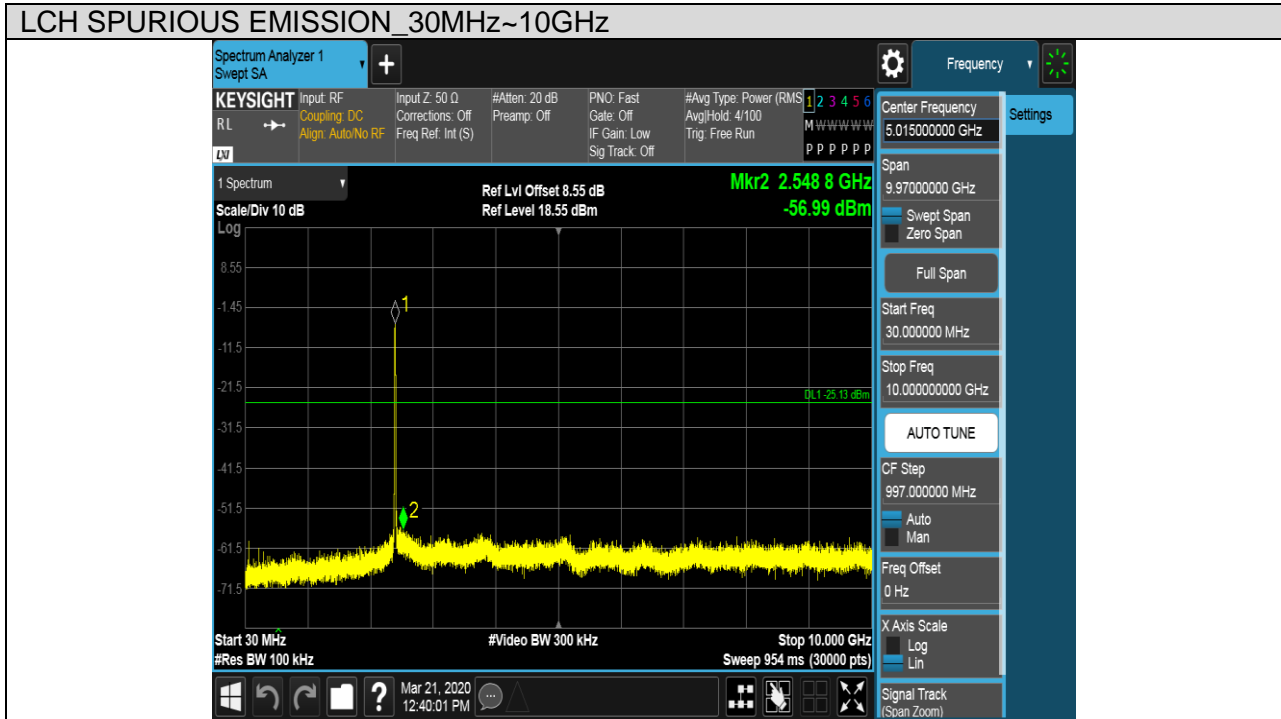 LCH SPURIOUS EMISSION_30MHz~10GHz
Spectrum Analyzer 1
Swept SA
Frequency
KEYSIGHT
RL
LXI
Input: RF
Coupling: DC
Align: Auto/No RF
Input Z: 50 Ω
Corrections: Off
Freq Ref: Int (S)
#Atten: 20 dB
Preamp: Off
PNO: Fast
Gate: Off
IF Gain: Low
Sig Track: Off
#Avg Type: Power (RMS
Avg|Hold: 4/100
Trig: Free Run
1 2 3 4 5 6
M W W W W W
P P P P P P
1 Spectrum
Scale/Div 10 dB
Log
Ref Lvl Offset 8.55 dB
Ref Level 18.55 dBm
Mkr2 2.548 8 GHz
-56.99 dBm
8.55
-1.45
-11.5
-21.5
-31.5
-41.5
-51.5
-61.5
-71.5
1
DL1 -25.13 dBm
2
Start 30 MHz
#Res BW 100 kHz
#Video BW 300 kHz
Stop 10.000 GHz
Sweep 954 ms (30000 pts)
Mar 21, 2020
12:40:01 PM
Center Frequency
5.015000000 GHz
Settings
Span
9.97000000 GHz
Swept Span
Zero Span
Full Span
Start Freq
30.000000 MHz
Stop Freq
10.000000000 GHz
AUTO TUNE
CF Step
997.000000 MHz
Auto
Man
Freq Offset
0 Hz
X Axis Scale
Log
Lin
Signal Track
(Span Zoom)